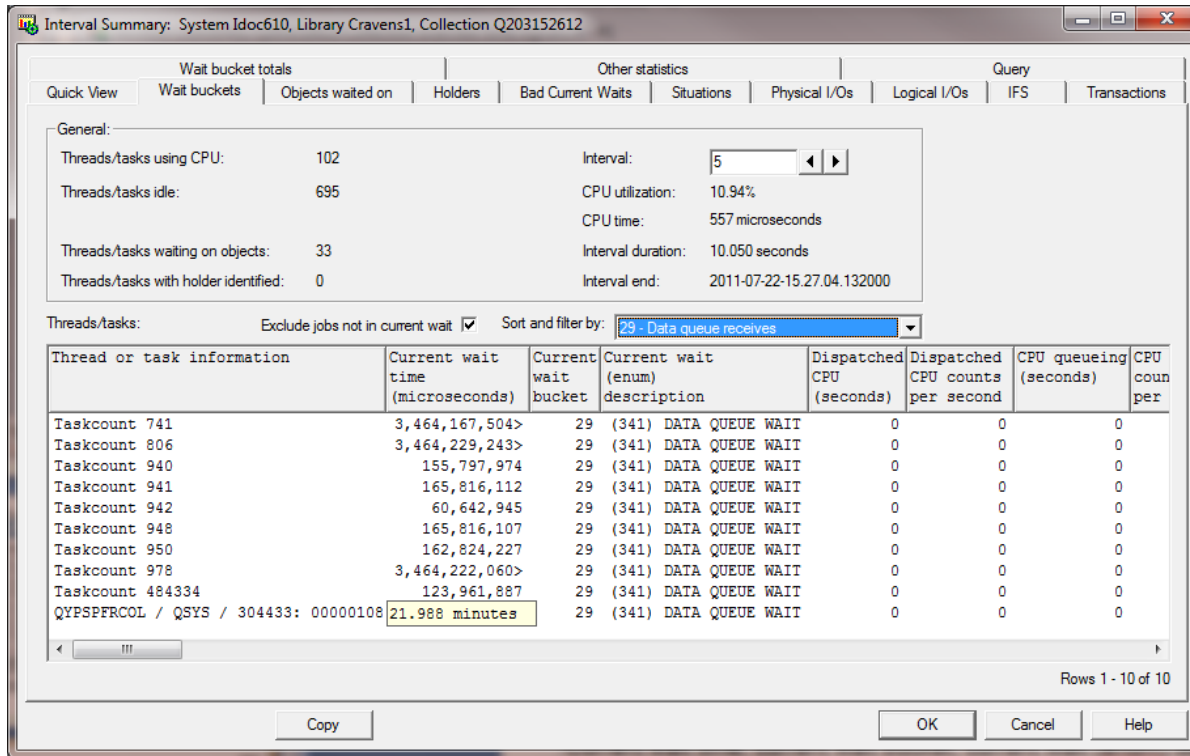 Interval Summary: System Idoc610, Library Cravens1, Collection Q203152612
Wait bucket totals Other statistics Query
Quick View Wait buckets Objects waited on Holders Bad Current Waits Situations Physical I/Os Logical I/Os IFS Transactions
General:
Threads/tasks using CPU: 102 Interval: 5
Threads/tasks idle: 695 CPU utilization: 10.94%
CPU time: 557 microseconds
Threads/tasks waiting on objects: 33 Interval duration: 10.050 seconds
Threads/tasks with holder identified: 0 Interval end: 2011-07-22-15.27.04.132000
Threads/tasks: Exclude jobs not in current wait Sort and filter by: 29 - Data queue receives
Thread or task information Current wait Current Current wait Dispatched Dispatched CPU queueing CPU
time wait (enum) CPU CPU counts (seconds) coun
(microseconds) bucket description (seconds) per second per
Taskcount 741 3,464,167,504> 29 (341) DATA QUEUE WAIT 0 0 0
Taskcount 806 3,464,229,243> 29 (341) DATA QUEUE WAIT 0 0 0
Taskcount 940 155,797,974 29 (341) DATA QUEUE WAIT 0 0 0
Taskcount 941 165,816,112 29 (341) DATA QUEUE WAIT 0 0 0
Taskcount 942 60,642,945 29 (341) DATA QUEUE WAIT 0 0 0
Taskcount 948 165,816,107 29 (341) DATA QUEUE WAIT 0 0 0
Taskcount 950 162,824,227 29 (341) DATA QUEUE WAIT 0 0 0
Taskcount 978 3,464,222,060> 29 (341) DATA QUEUE WAIT 0 0 0
Taskcount 484334 123,961,887 29 (341) DATA QUEUE WAIT 0 0 0
QYPSPFRCOL / QSYS / 304433: 00000108 21.988 minutes 29 (341) DATA QUEUE WAIT 0 0 0
Rows 1 - 10 of 10
Copy OK Cancel Help